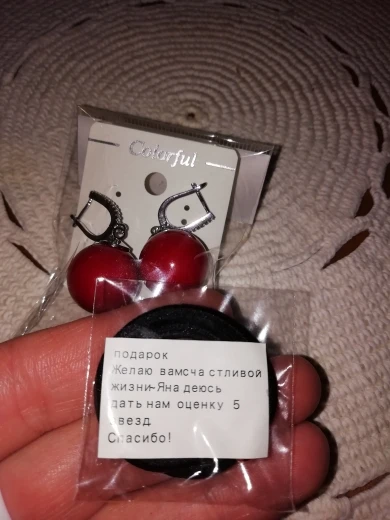 Colorful
подарок
Желаю вамсча стливой
жизни-Яна деюсь
дать нам оценку 5
везд
Спасибо!